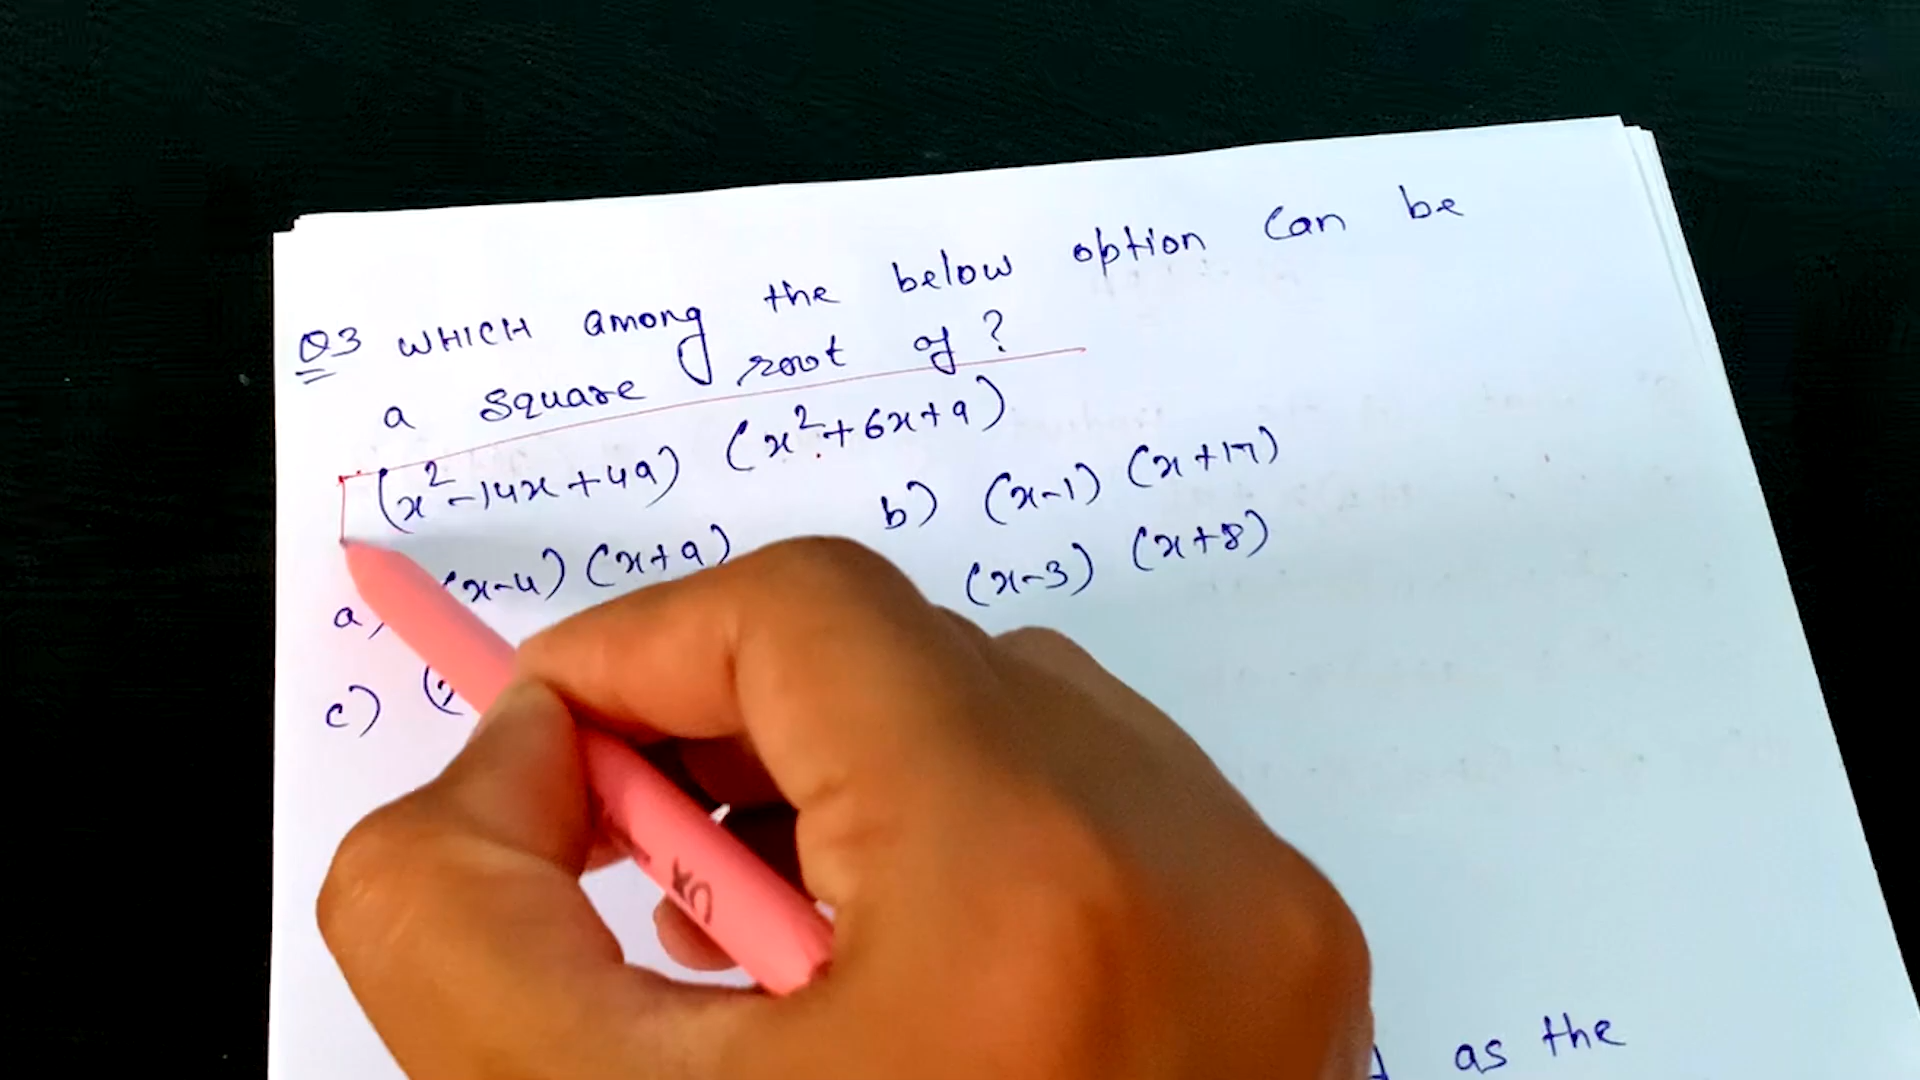 Q3 WHICH among the below option can be
a square root of ?
(x²-14x+49) (x²+6x+9)
a) (x-4) (x+9) b) (x-1) (x+17)
c) (x-3) (x+8)
as the